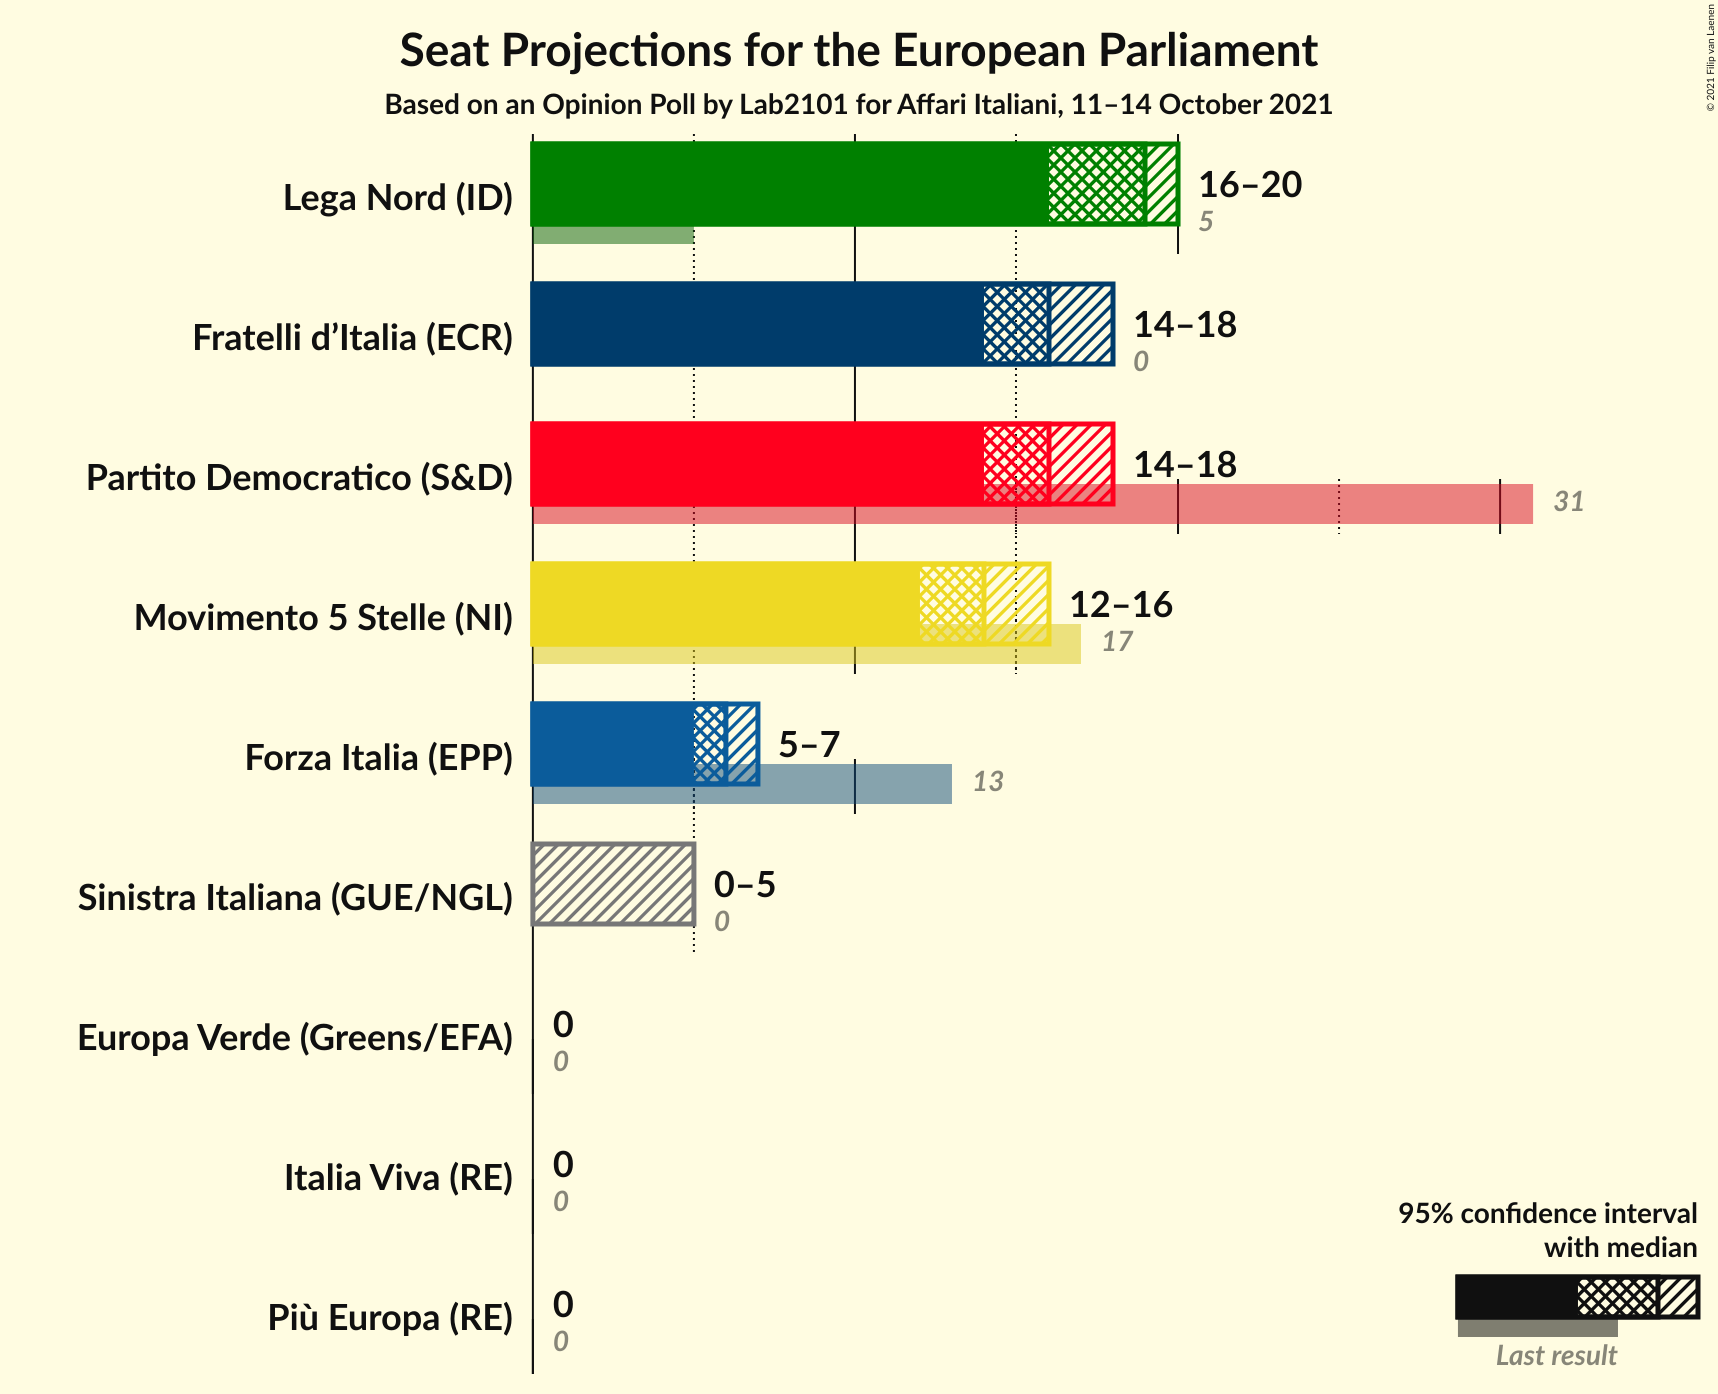 Seat Projections for the European Parliament
Based on an Opinion Poll by Lab2101 for Affari Italiani, 11–14 October 2021
© 2021 Filip van Laenen
Lega Nord (ID)
16–20
5
Fratelli d’Italia (ECR)
14–18
0
Partito Democratico (S&D)
14–18
31
Movimento 5 Stelle (NI)
12–16
17
Forza Italia (EPP)
5–7
13
Sinistra Italiana (GUE/NGL)
0–5
0
Europa Verde (Greens/EFA)
0
0
Italia Viva (RE)
0
0
Più Europa (RE)
0
0
95% confidence interval
with median
Last result